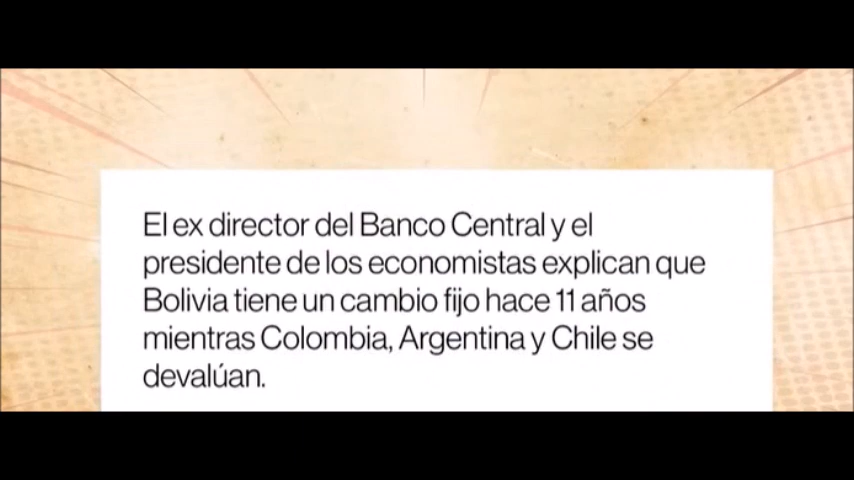 El ex director del Banco Central y el
presidente de los economistas explican que
Bolivia tiene un cambio fijo hace 11 años
mientras Colombia, Argentina y Chile se
devalúan.